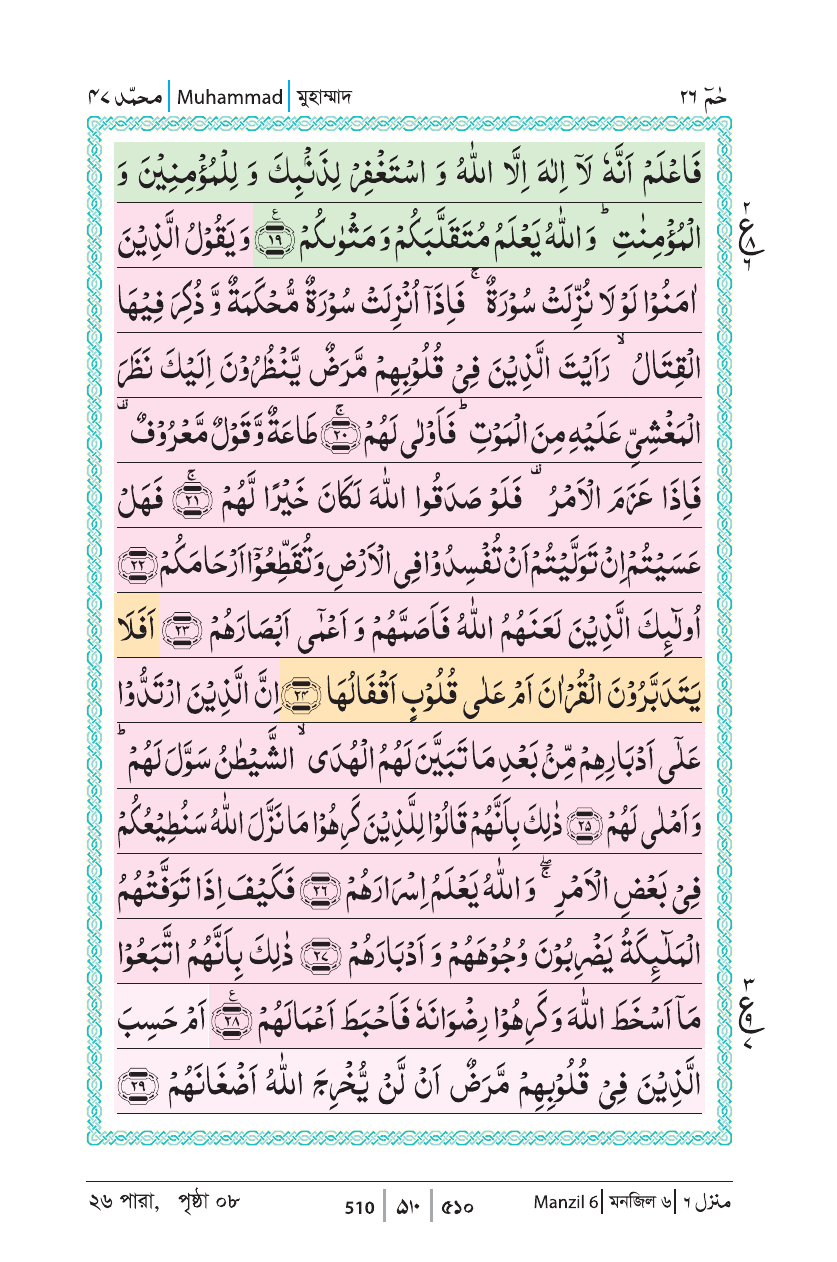 محمّد ٤٧ | Muhammad | মুহাম্মাদ حٰمٓ ٢٦
فَاعْلَمْ اَنَّهٗ لَاۤ اِلٰهَ اِلَّا اللّٰهُ وَ اسْتَغْفِرْ لِذَنْۢبِكَ وَ لِلْمُؤْمِنِيْنَ وَ
الْمُؤْمِنٰتِ ؕ وَ اللّٰهُ يَعْلَمُ مُتَقَلَّبَكُمْ وَ مَثْوٰىكُمْ ﴿١٩﴾ۧ وَ يَقُوْلُ الَّذِيْنَ
٢ ع ٨ ٦
اٰمَنُوْا لَوْ لَا نُزِّلَتْ سُوْرَةٌ ۚ فَاِذَاۤ اُنْزِلَتْ سُوْرَةٌ مُّحْكَمَةٌ وَّ ذُكِرَ فِيْهَا
الْقِتَالُ ۙ رَاَيْتَ الَّذِيْنَ فِيْ قُلُوْبِهِمْ مَّرَضٌ يَّنْظُرُوْنَ اِلَيْكَ نَظَرَ
الْمَغْشِيِّ عَلَيْهِ مِنَ الْمَوْتِ ؕ فَاَوْلٰى لَهُمْ ﴿٢٠﴾ۚ طَاعَةٌ وَّ قَوْلٌ مَّعْرُوْفٌ ۫
فَاِذَا عَزَمَ الْاَمْرُ ۫ فَلَوْ صَدَقُوا اللّٰهَ لَكَانَ خَيْرًا لَّهُمْ ﴿٢١﴾ۚ فَهَلْ
عَسَيْتُمْ اِنْ تَوَلَّيْتُمْ اَنْ تُفْسِدُوْا فِي الْاَرْضِ وَ تُقَطِّعُوْۤا اَرْحَامَكُمْ ﴿٢٢﴾
اُولٰٓئِكَ الَّذِيْنَ لَعَنَهُمُ اللّٰهُ فَاَصَمَّهُمْ وَ اَعْمٰۤى اَبْصَارَهُمْ ﴿٢٣﴾ اَفَلَا
يَتَدَبَّرُوْنَ الْقُرْاٰنَ اَمْ عَلٰى قُلُوْبٍ اَقْفَالُهَا ﴿٢٤﴾ اِنَّ الَّذِيْنَ ارْتَدُّوْا
عَلٰۤى اَدْبَارِهِمْ مِّنْۢ بَعْدِ مَا تَبَيَّنَ لَهُمُ الْهُدَى ۙ الشَّيْطٰنُ سَوَّلَ لَهُمْ ؕ
وَ اَمْلٰى لَهُمْ ﴿٢٥﴾ ذٰلِكَ بِاَنَّهُمْ قَالُوْا لِلَّذِيْنَ كَرِهُوْا مَا نَزَّلَ اللّٰهُ سَنُطِيْعُكُمْ
فِيْ بَعْضِ الْاَمْرِ ۖۚ وَ اللّٰهُ يَعْلَمُ اِسْرَارَهُمْ ﴿٢٦﴾ فَكَيْفَ اِذَا تَوَفَّتْهُمُ
الْمَلٰٓئِكَةُ يَضْرِبُوْنَ وُجُوْهَهُمْ وَ اَدْبَارَهُمْ ﴿٢٧﴾ ذٰلِكَ بِاَنَّهُمُ اتَّبَعُوْا
مَاۤ اَسْخَطَ اللّٰهَ وَ كَرِهُوْا رِضْوَانَهٗ فَاَحْبَطَ اَعْمَالَهُمْ ﴿٢٨﴾ۧ اَمْ حَسِبَ
٣ ع ٩ ٧
الَّذِيْنَ فِيْ قُلُوْبِهِمْ مَّرَضٌ اَنْ لَّنْ يُّخْرِجَ اللّٰهُ اَضْغَانَهُمْ ﴿٢٩﴾
২৬ পারা, পৃষ্ঠা ০৮ 510 | ۵۱۰ | ৫১০ Manzil 6 | মনজিল ৬ | منزل ٦